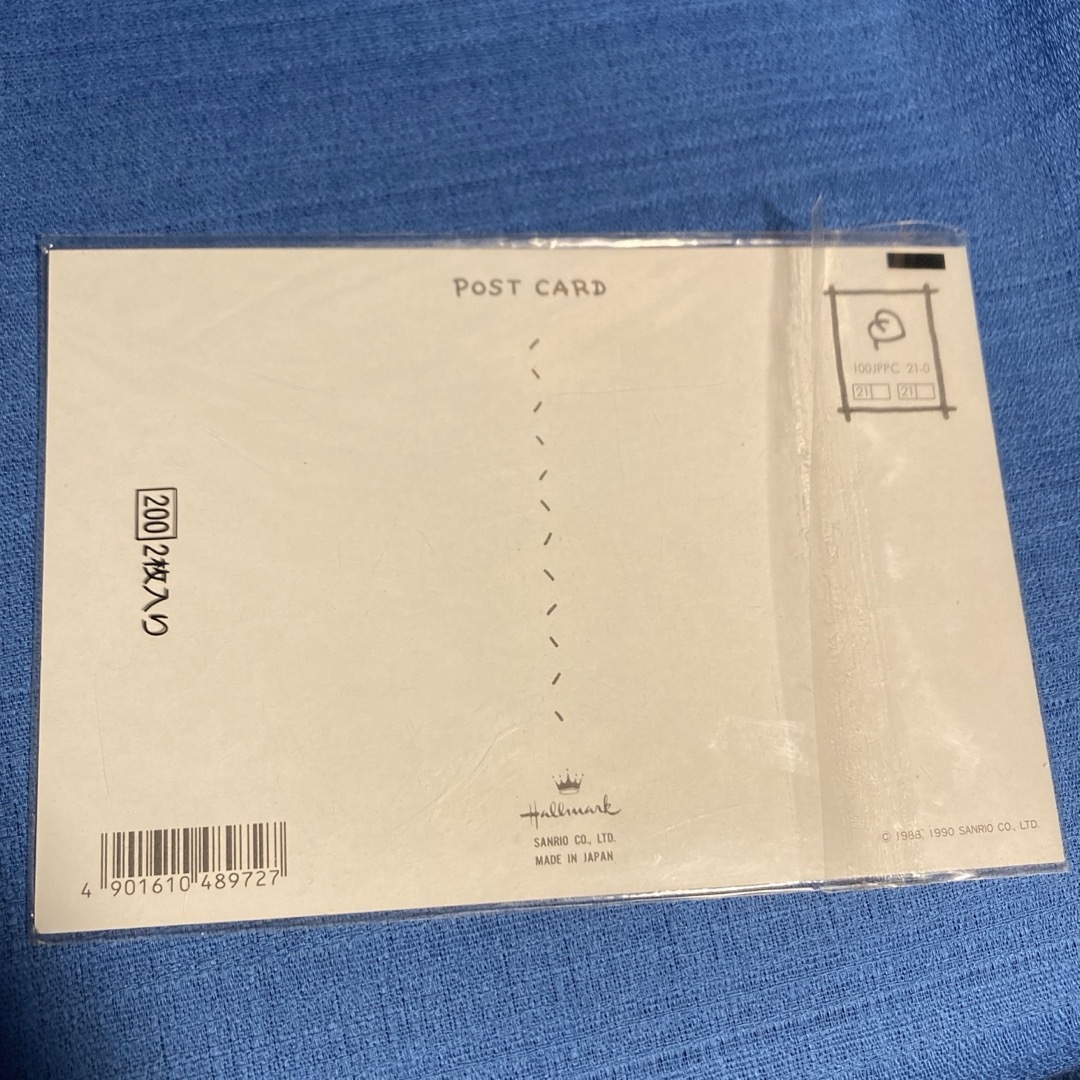 POST CARD
100JPPC 21-0
21 21
200 2枚入り
Hallmark
SANRIO CO., LTD.
MADE IN JAPAN
© 1988, 1990 SANRIO CO., LTD.
4 901610 489727